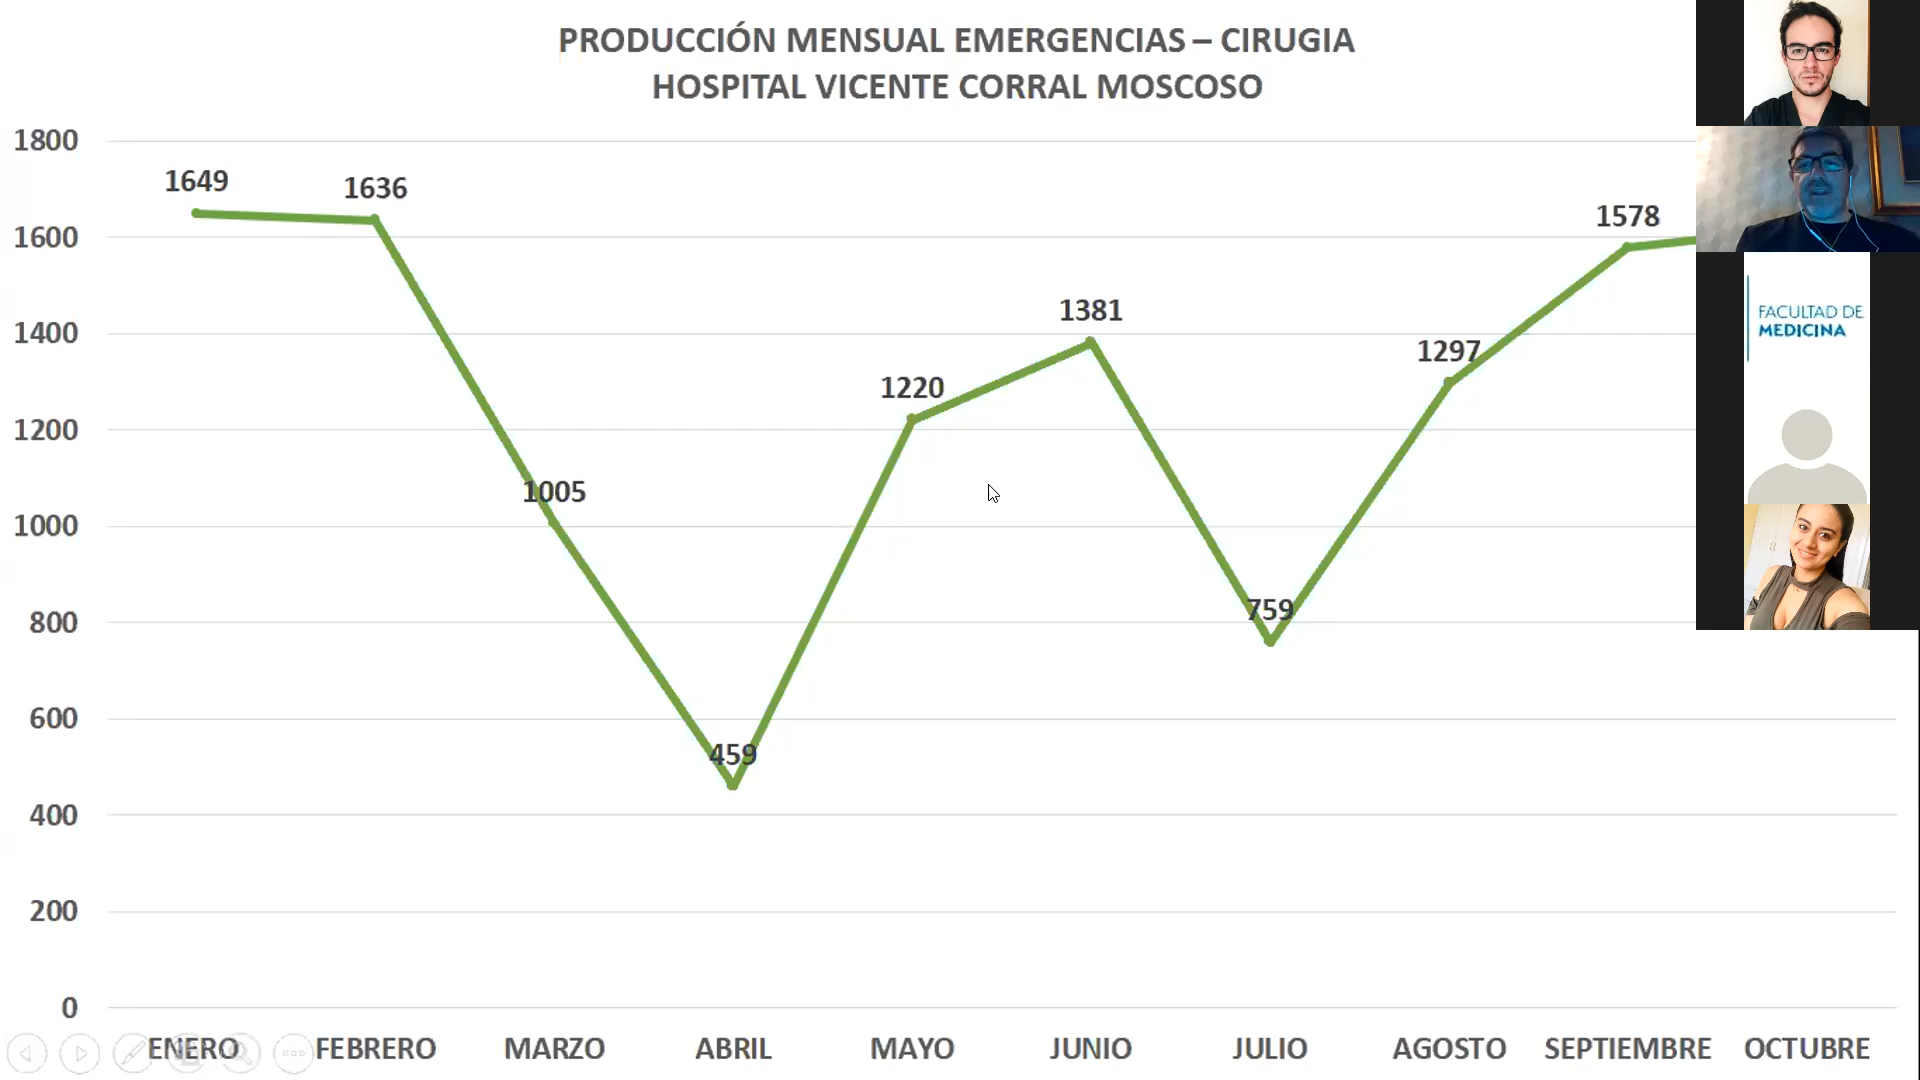 PRODUCCIÓN MENSUAL EMERGENCIAS – CIRUGIA
HOSPITAL VICENTE CORRAL MOSCOSO
1800
1600
1400
1200
1000
800
600
400
200
0
1649
1636
1005
459
1220
1381
759
1297
1578
ENERO
FEBRERO
MARZO
ABRIL
MAYO
JUNIO
JULIO
AGOSTO
SEPTIEMBRE
OCTUBRE
FACULTAD DE
MEDICINA